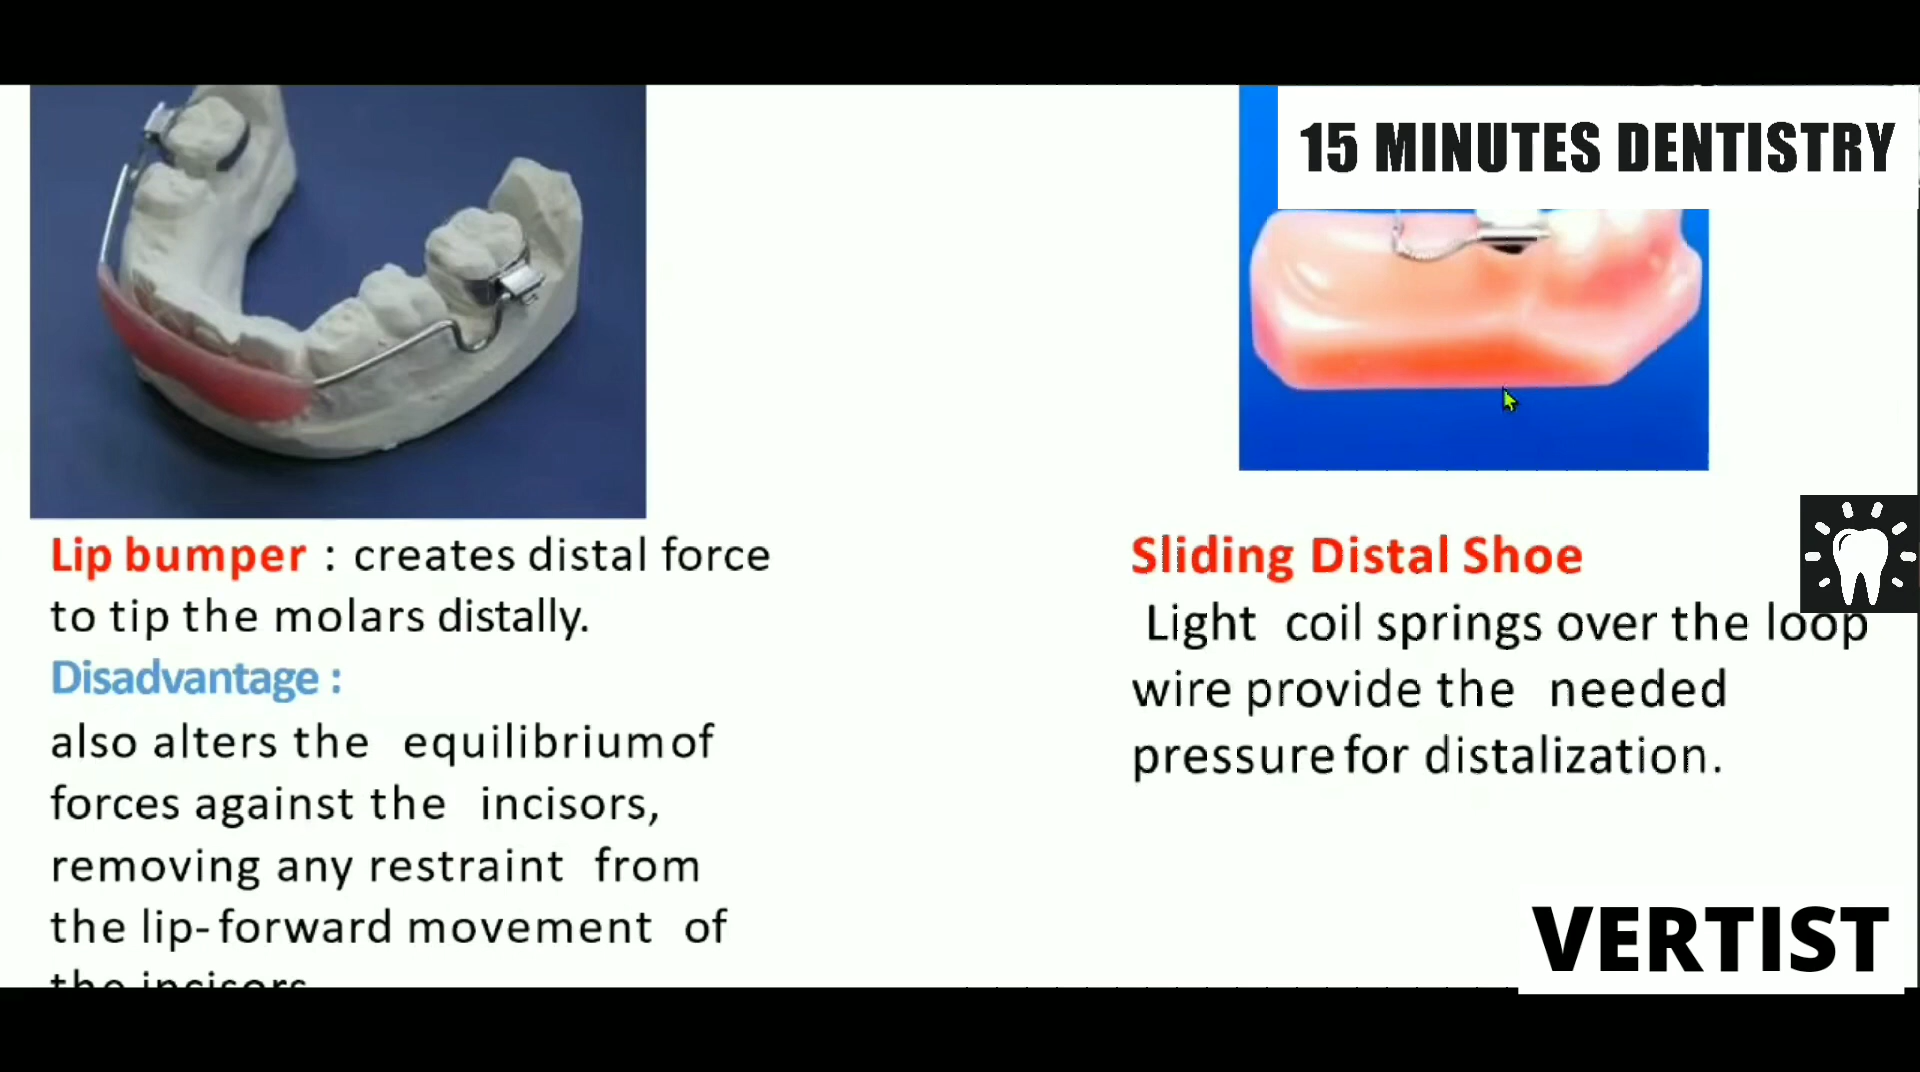 15 MINUTES DENTISTRY
Lip bumper : creates distal force
to tip the molars distally.
Disadvantage :
also alters the equilibrium of
forces against the incisors,
removing any restraint from
the lip-forward movement of
the incisors
Sliding Distal Shoe
Light coil springs over the loop
wire provide the needed
pressure for distalization.
VERTIST